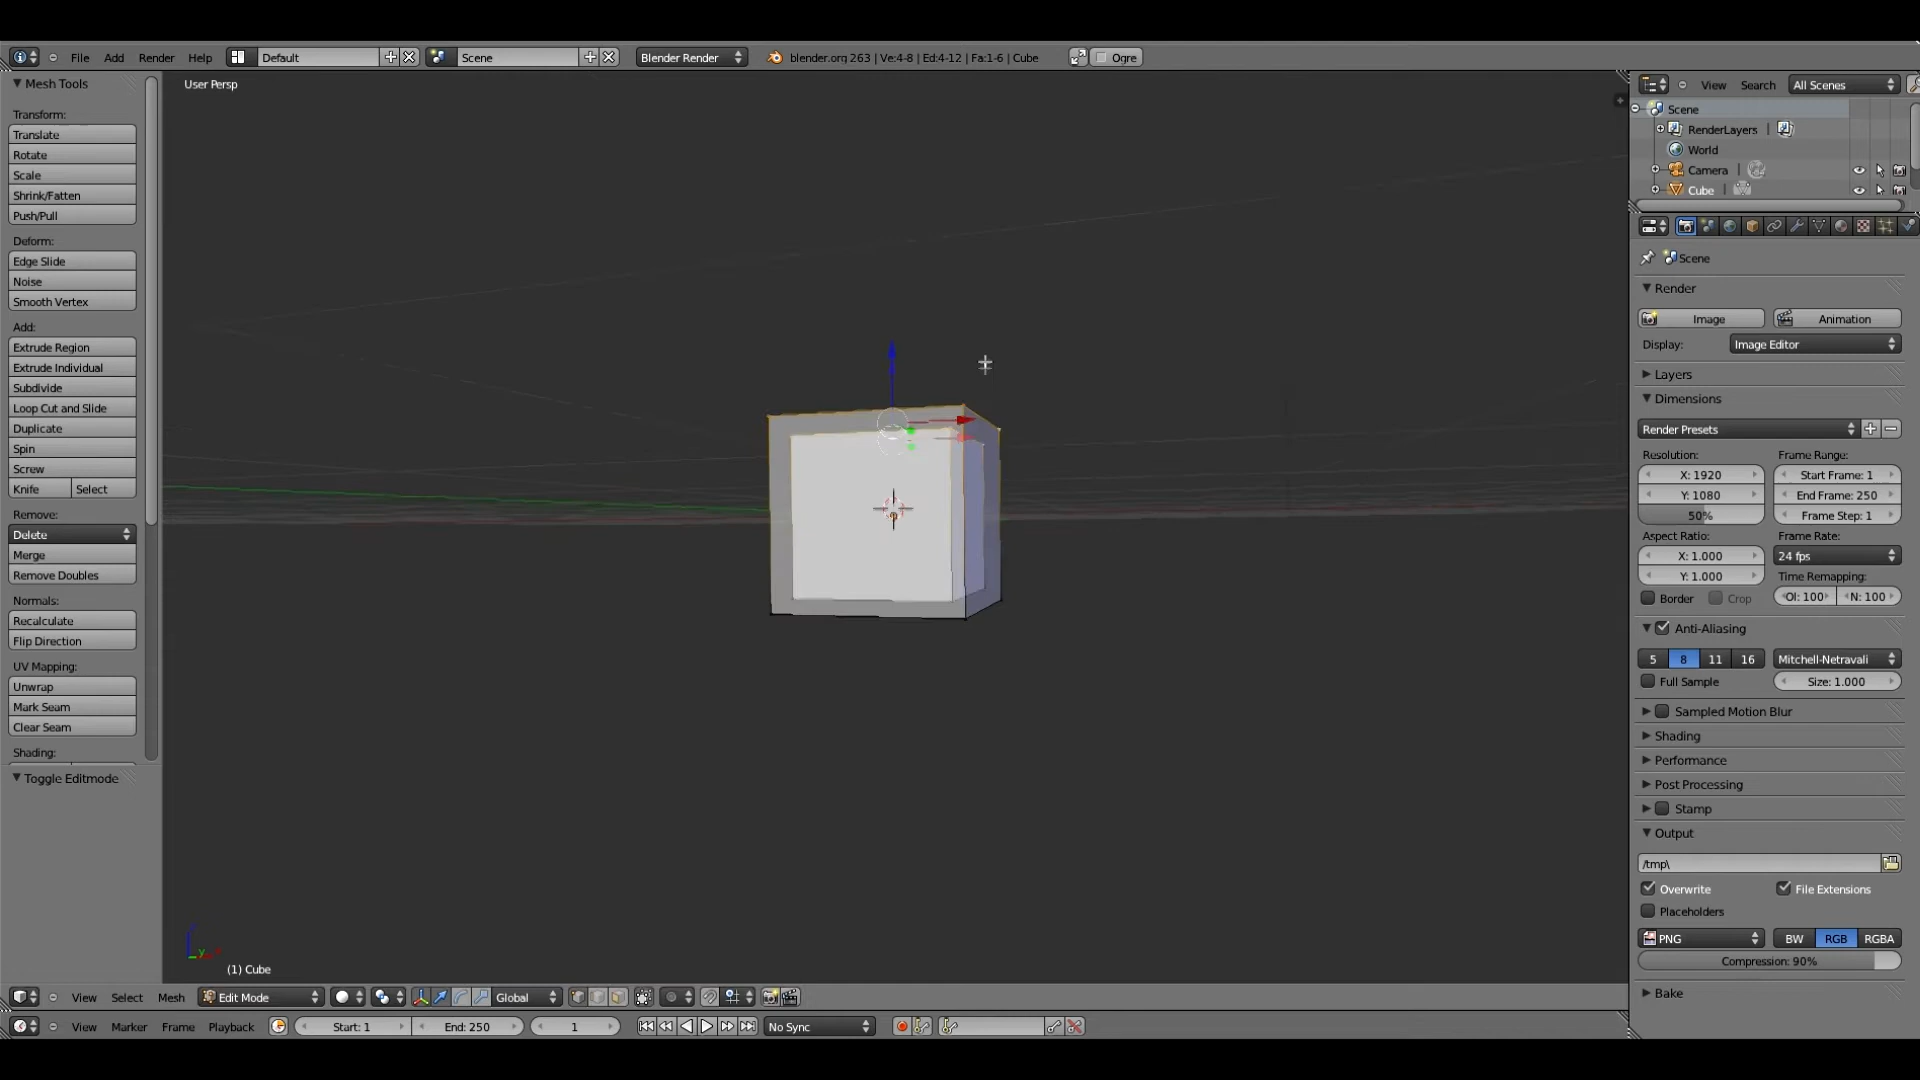 File Add Render Help Default Scene Blender Render blender.org 263 | Ve:4-8 | Ed:4-12 | Fa:1-6 | Cube Ogre
Mesh Tools
Transform:
Translate
Rotate
Scale
Shrink/Fatten
Push/Pull
Deform:
Edge Slide
Noise
Smooth Vertex
Add:
Extrude Region
Extrude Individual
Subdivide
Loop Cut and Slide
Duplicate
Spin
Screw
Knife Select
Remove:
Delete
Merge
Remove Doubles
Normals:
Recalculate
Flip Direction
UV Mapping:
Unwrap
Mark Seam
Clear Seam
Shading:
Toggle Editmode
User Persp
(1) Cube
View Select Mesh Edit Mode Global
View Marker Frame Playback Start: 1 End: 250 1 No Sync
View Search All Scenes
Scene
RenderLayers
World
Camera
Cube
Scene
Render
Image Animation
Display: Image Editor
Layers
Dimensions
Render Presets
Resolution: Frame Range:
X: 1920 Start Frame: 1
Y: 1080 End Frame: 250
50% Frame Step: 1
Aspect Ratio: Frame Rate:
X: 1.000 24 fps
Y: 1.000 Time Remapping:
Border Crop Ol: 100 N: 100
Anti-Aliasing
5 8 11 16 Mitchell-Netravali
Full Sample Size: 1.000
Sampled Motion Blur
Shading
Performance
Post Processing
Stamp
Output
/tmp\
Overwrite File Extensions
Placeholders
PNG BW RGB RGBA
Compression: 90%
Bake